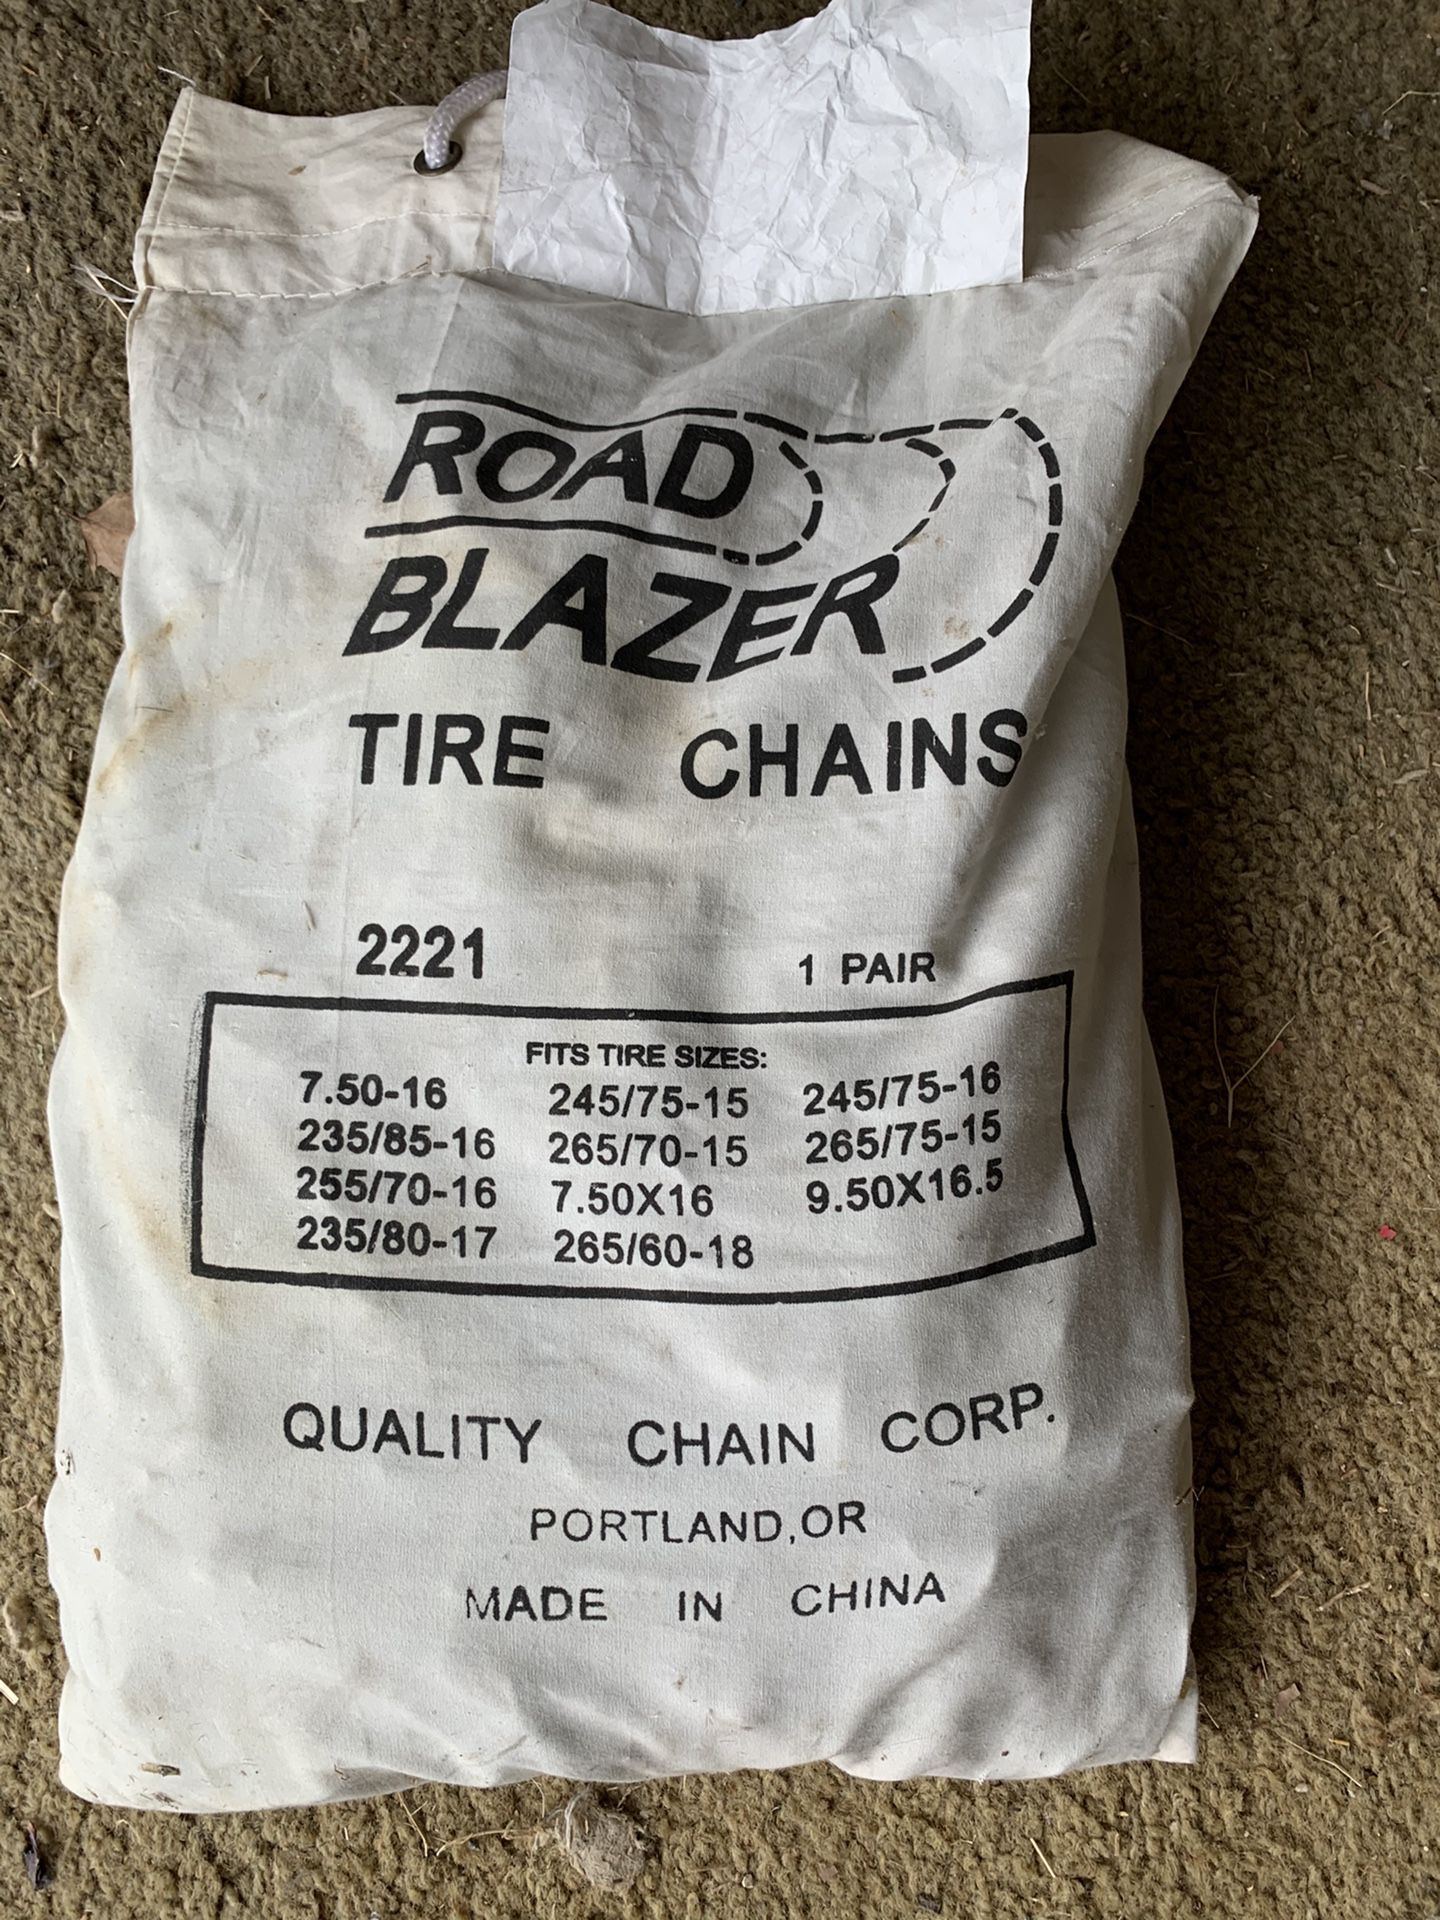 ROAD
BLAZER
TIRE CHAINS
2221 1 PAIR
FITS TIRE SIZES:
7.50-16 245/75-15 245/75-16
235/85-16 265/70-15 265/75-15
255/70-16 7.50X16 9.50X16.5
235/80-17 265/60-18
QUALITY CHAIN CORP.
PORTLAND,OR
MADE IN CHINA